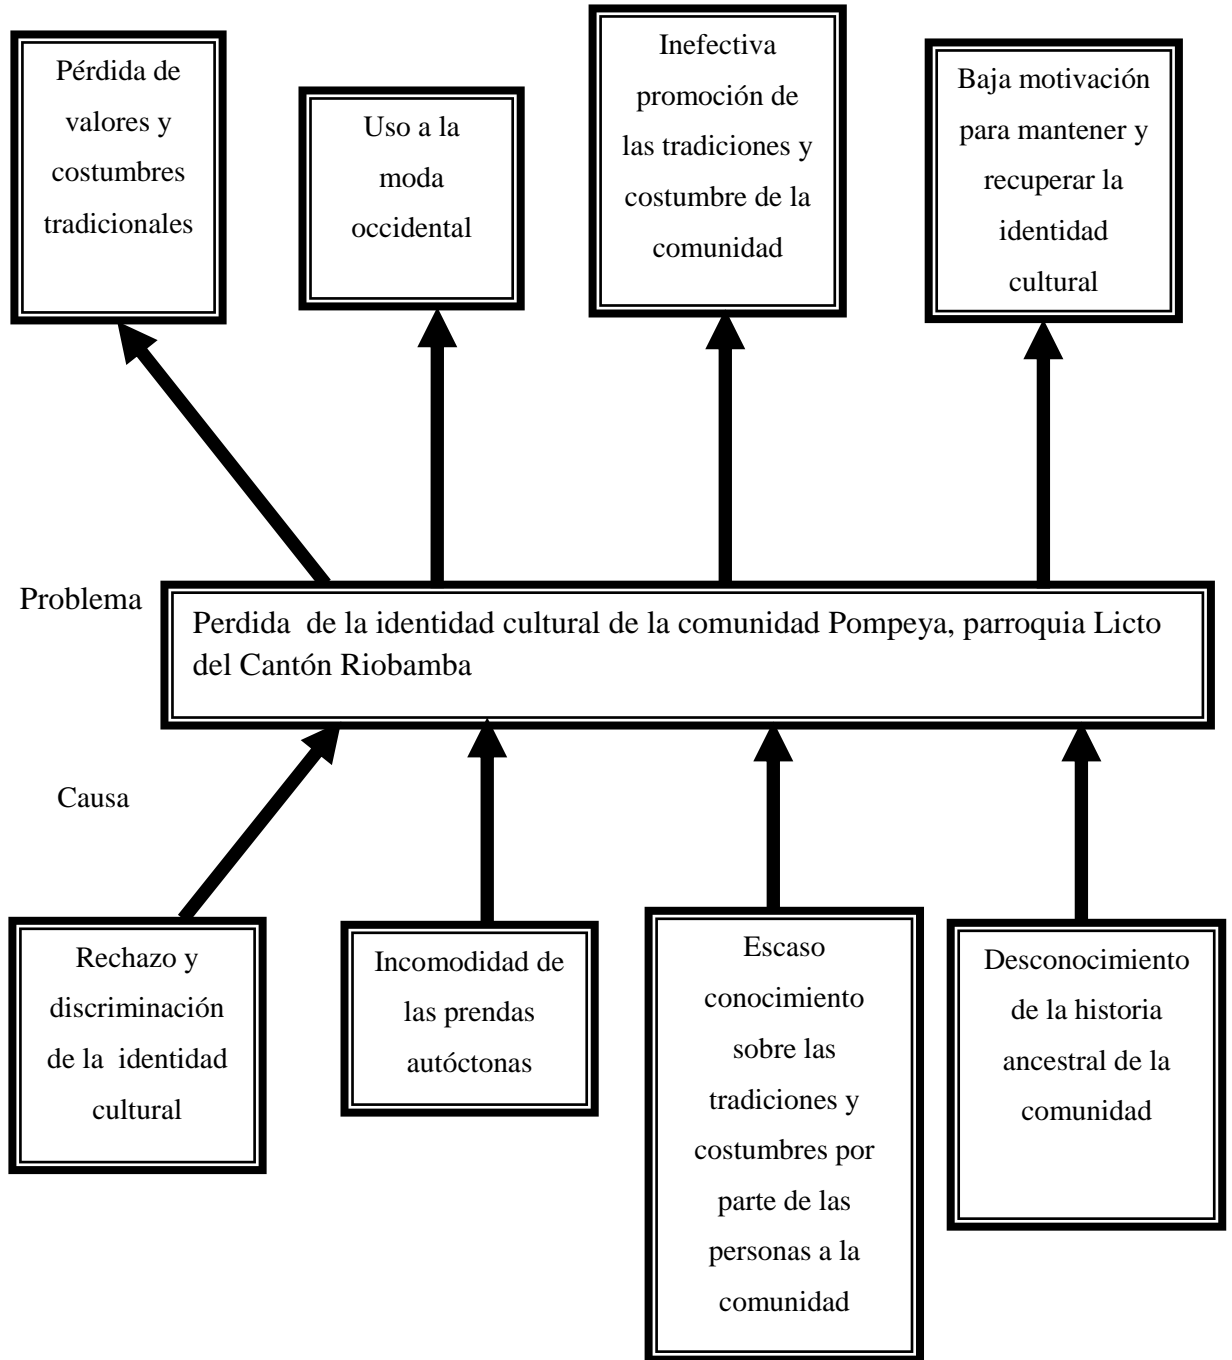 Pérdida de
valores y
costumbres
tradicionales
Uso a la
moda
occidental
Inefectiva
promoción de
las tradiciones y
costumbre de la
comunidad
Baja motivación
para mantener y
recuperar la
identidad
cultural
Problema
Perdida de la identidad cultural de la comunidad Pompeya, parroquia Licto
del Cantón Riobamba
Causa
Rechazo y
discriminación
de la identidad
cultural
Incomodidad de
las prendas
autóctonas
Escaso
conocimiento
sobre las
tradiciones y
costumbres por
parte de las
personas a la
comunidad
Desconocimiento
de la historia
ancestral de la
comunidad